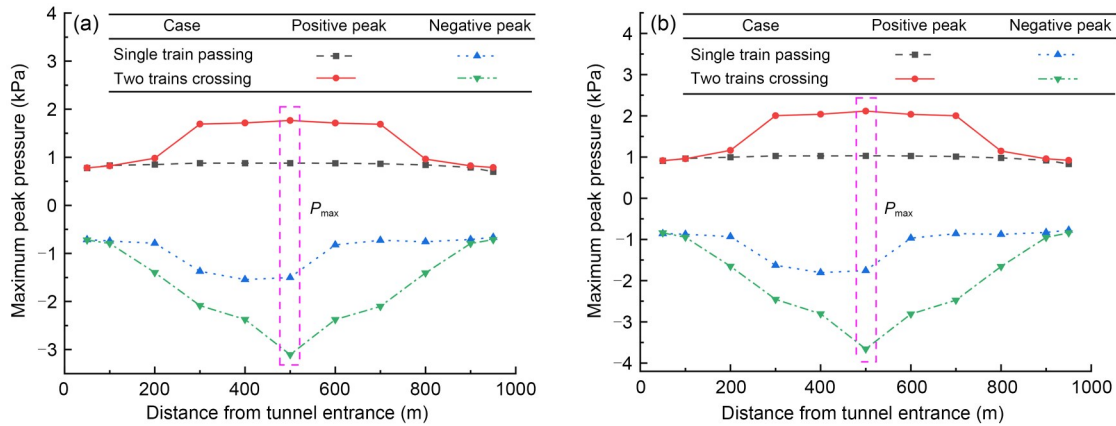 (a)
Case Positive peak Negative peak
Single train passing
Two trains crossing
Maximum peak pressure (kPa)
4
3
2
1
0
−1
−2
−3
P max
0 200 400 600 800 1000
Distance from tunnel entrance (m)
(b)
Case Positive peak Negative peak
Single train passing
Two trains crossing
Maximum peak pressure (kPa)
4
3
2
1
0
−1
−2
−3
−4
P max
0 200 400 600 800 1000
Distance from tunnel entrance (m)